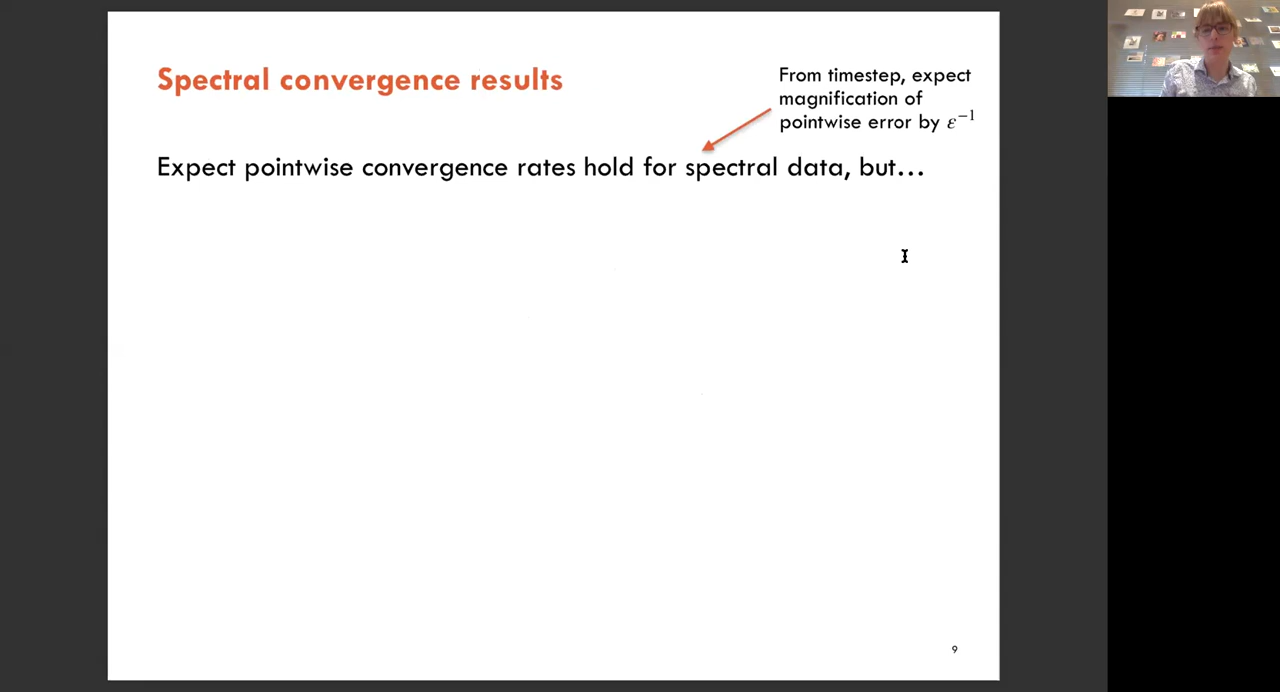 Spectral convergence results
From timestep, expect
magnification of
pointwise error by ε⁻¹
Expect pointwise convergence rates hold for spectral data, but…
9